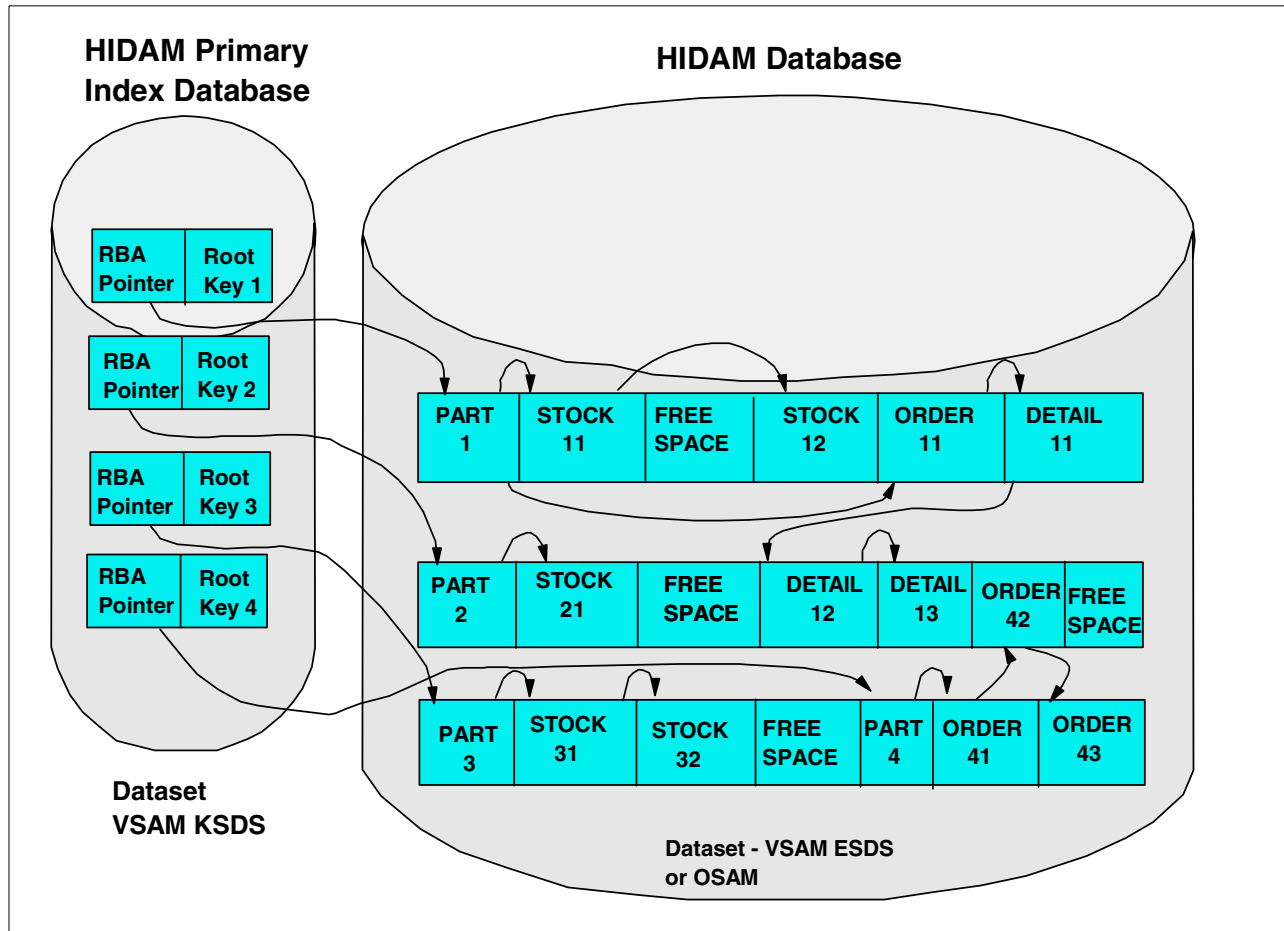 HIDAM Primary
Index Database
HIDAM Database
RBA
Pointer
Root
Key 1
RBA
Pointer
Root
Key 2
RBA
Pointer
Root
Key 3
RBA
Pointer
Root
Key 4
PART
1
STOCK
11
FREE
SPACE
STOCK
12
ORDER
11
DETAIL
11
PART
2
STOCK
21
FREE
SPACE
DETAIL
12
DETAIL
13
ORDER
42
FREE
SPACE
PART
3
STOCK
31
STOCK
32
FREE
SPACE
PART
4
ORDER
41
ORDER
43
Dataset
VSAM KSDS
Dataset - VSAM ESDS
or OSAM